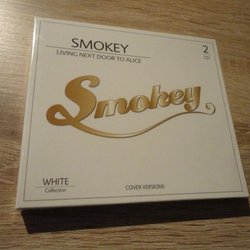 SMOKEY
LIVING NEXT DOOR TO ALICE
2
CD
Smokey
WHITE
Collection
COVER VERSIONS